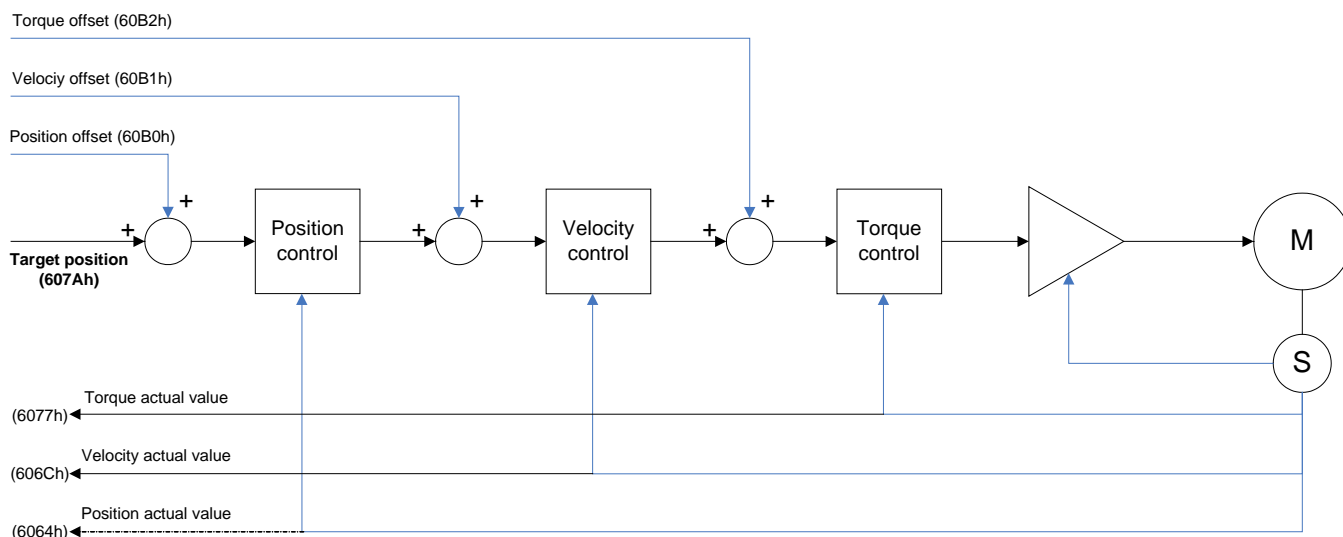 Torque offset (60B2h)
Velociy offset (60B1h)
Position offset (60B0h)
+
+
+
+
+
+
Target position
(607Ah)
Position
control
Velocity
control
Torque
control
M
S
Torque actual value
(6077h)
Velocity actual value
(606Ch)
Position actual value
(6064h)